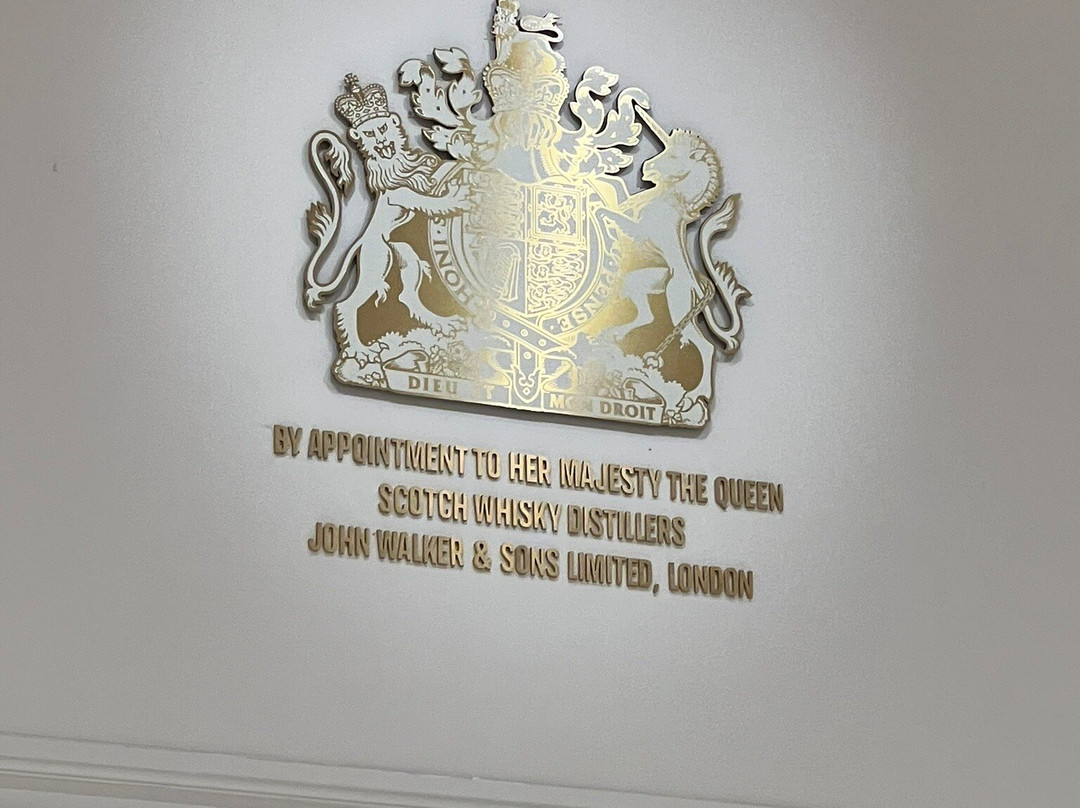 HONI
PENSE
DIEU ET MON DROIT
BY APPOINTMENT TO HER MAJESTY THE QUEEN
SCOTCH WHISKY DISTILLERS
JOHN WALKER & SONS LIMITED, LONDON